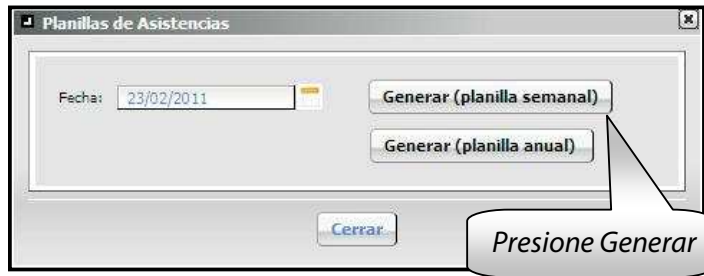 Planillas de Asistencias
Fecha: 23/02/2011 Generar (planilla semanal)
Generar (planilla anual)
Cerrar
Presione Generar